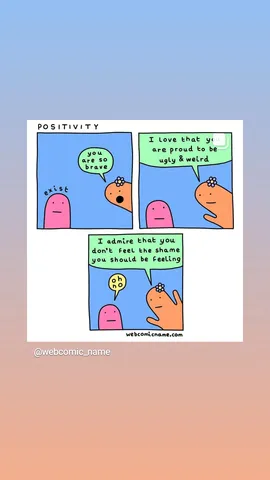 POSITIVITY
exist
you
are so
brave
I love that you
are proud to be
ugly & weird
I admire that you
don't feel the shame
you should be feeling
oh
no
webcomicname.com
@webcomic_name